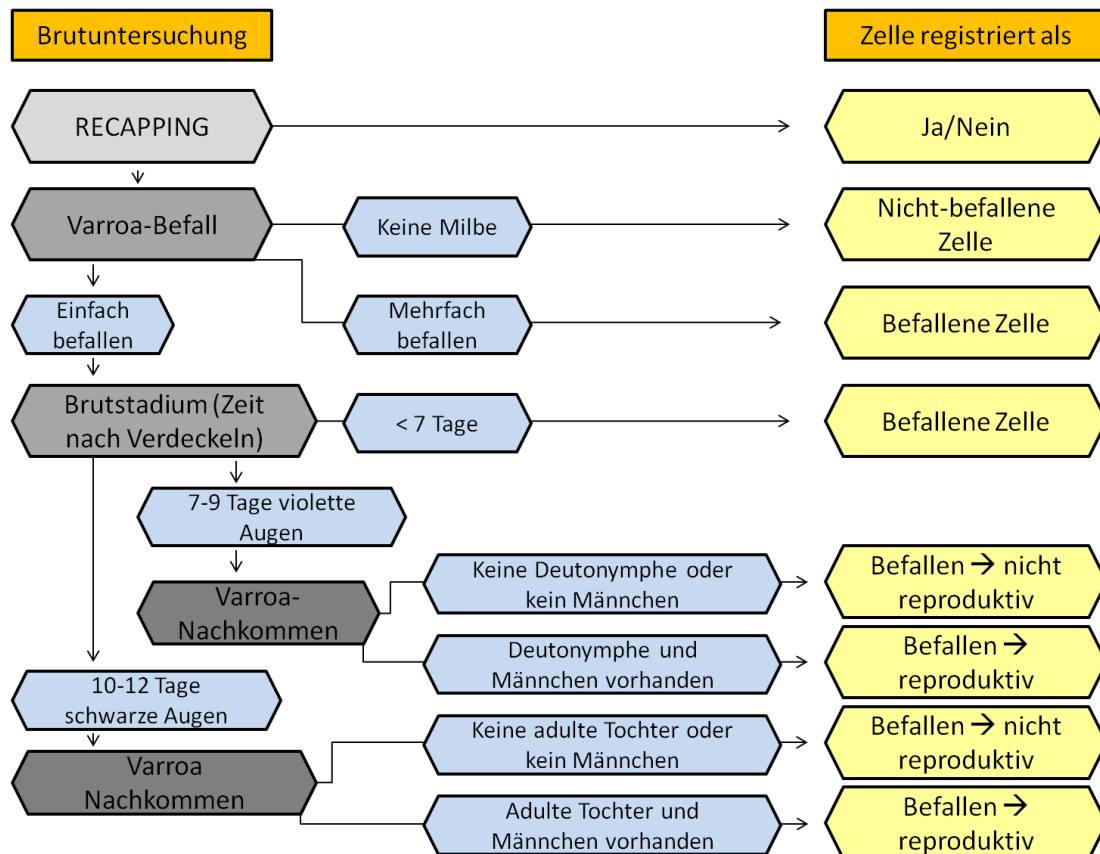 Brutuntersuchung
Zelle registriert als
RECAPPING
Ja/Nein
Varroa-Befall
Keine Milbe
Nicht-befallene
Zelle
Einfach
befallen
Mehrfach
befallen
Befallene Zelle
Brutstadium (Zeit
nach Verdeckeln)
< 7 Tage
Befallene Zelle
7-9 Tage violette
Augen
Varroa-
Nachkommen
Keine Deutonymphe oder
kein Männchen
Befallen → nicht
reproduktiv
Deutonymphe und
Männchen vorhanden
Befallen →
reproduktiv
10-12 Tage
schwarze Augen
Varroa
Nachkommen
Keine adulte Tochter oder
kein Männchen
Befallen → nicht
reproduktiv
Adulte Tochter und
Männchen vorhanden
Befallen →
reproduktiv